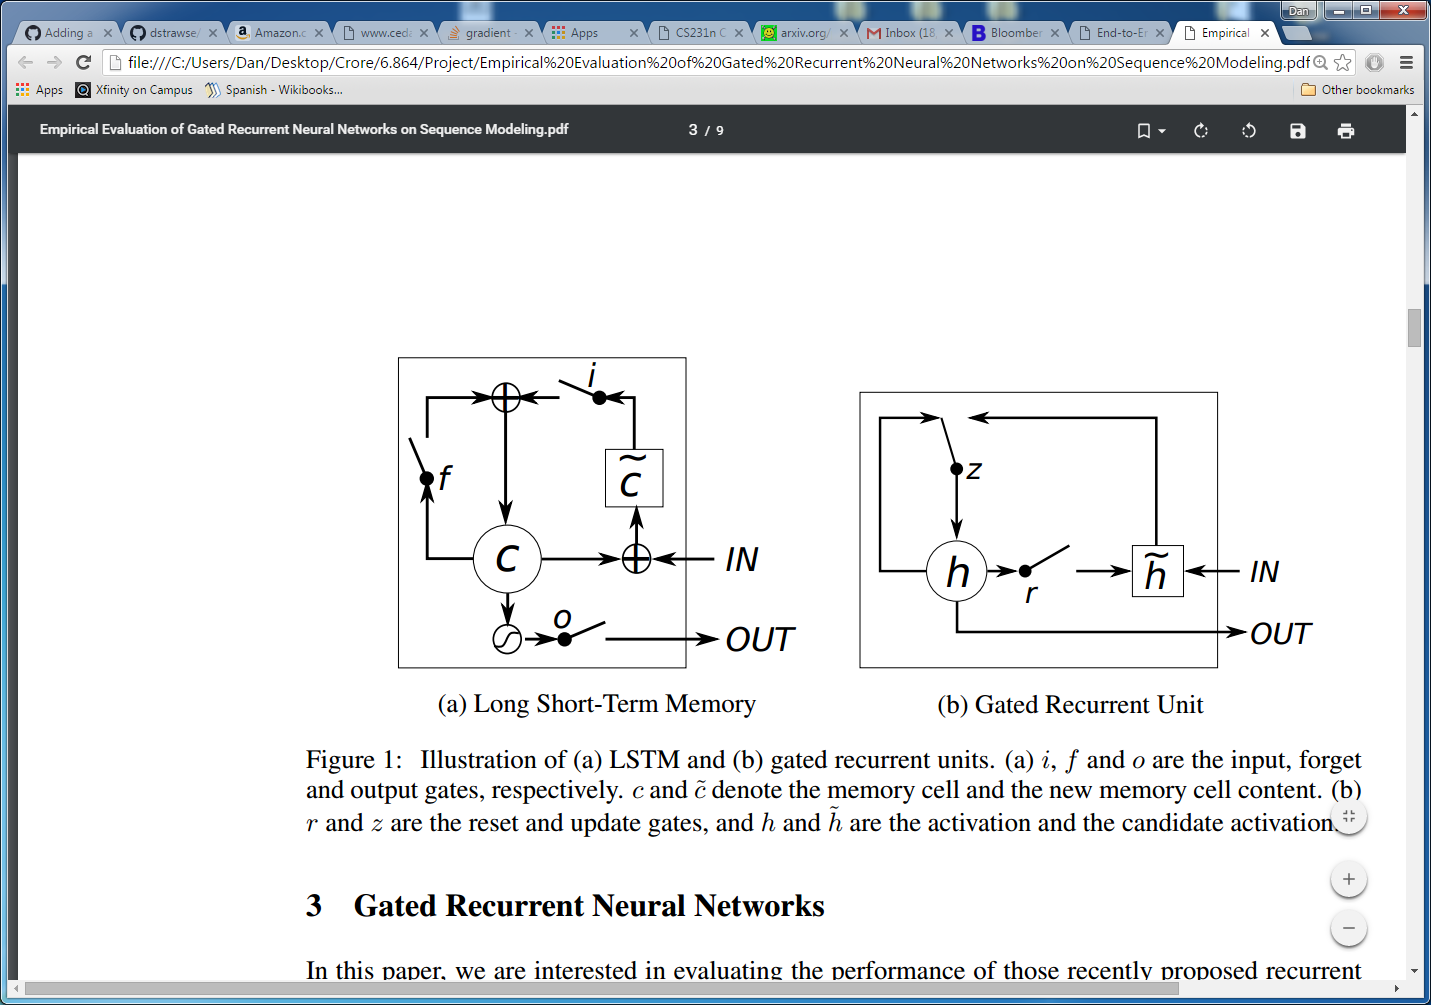 Dan
Adding a
dstrawse/
Amazon.c
www.ceda
gradient -
Apps
CS231n C
arxiv.org/
Inbox (18
Bloomber
End-to-Er
Empirical
file:///C:/Users/Dan/Desktop/Crore/6.864/Project/Empirical%20Evaluation%20of%20Gated%20Recurrent%20Neural%20Networks%20on%20Sequence%20Modeling.pdf
Apps
Xfinity on Campus
Spanish - Wikibooks...
Other bookmarks
Empirical Evaluation of Gated Recurrent Neural Networks on Sequence Modeling.pdf
3 / 9
i
f
c̃
c
IN
o
OUT
z
h
r
h̃
IN
OUT
(a) Long Short-Term Memory
(b) Gated Recurrent Unit
Figure 1: Illustration of (a) LSTM and (b) gated recurrent units. (a) i, f and o are the input, forget
and output gates, respectively. c and c̃ denote the memory cell and the new memory cell content. (b)
r and z are the reset and update gates, and h and h̃ are the activation and the candidate activation.
3 Gated Recurrent Neural Networks
In this paper, we are interested in evaluating the performance of those recently proposed recurrent